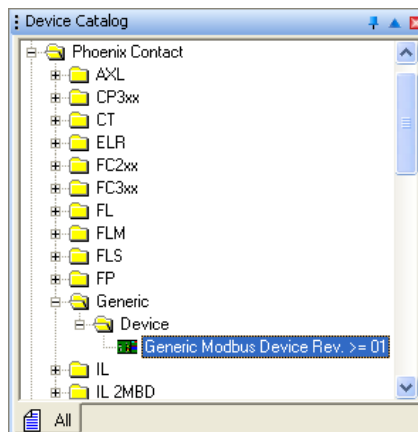 Device Catalog
Phoenix Contact
AXL
CP3xx
CT
ELR
FC2xx
FC3xx
FL
FLM
FLS
FP
Generic
Device
Generic Modbus Device Rev. >= 01
IL
IL 2MBD
All